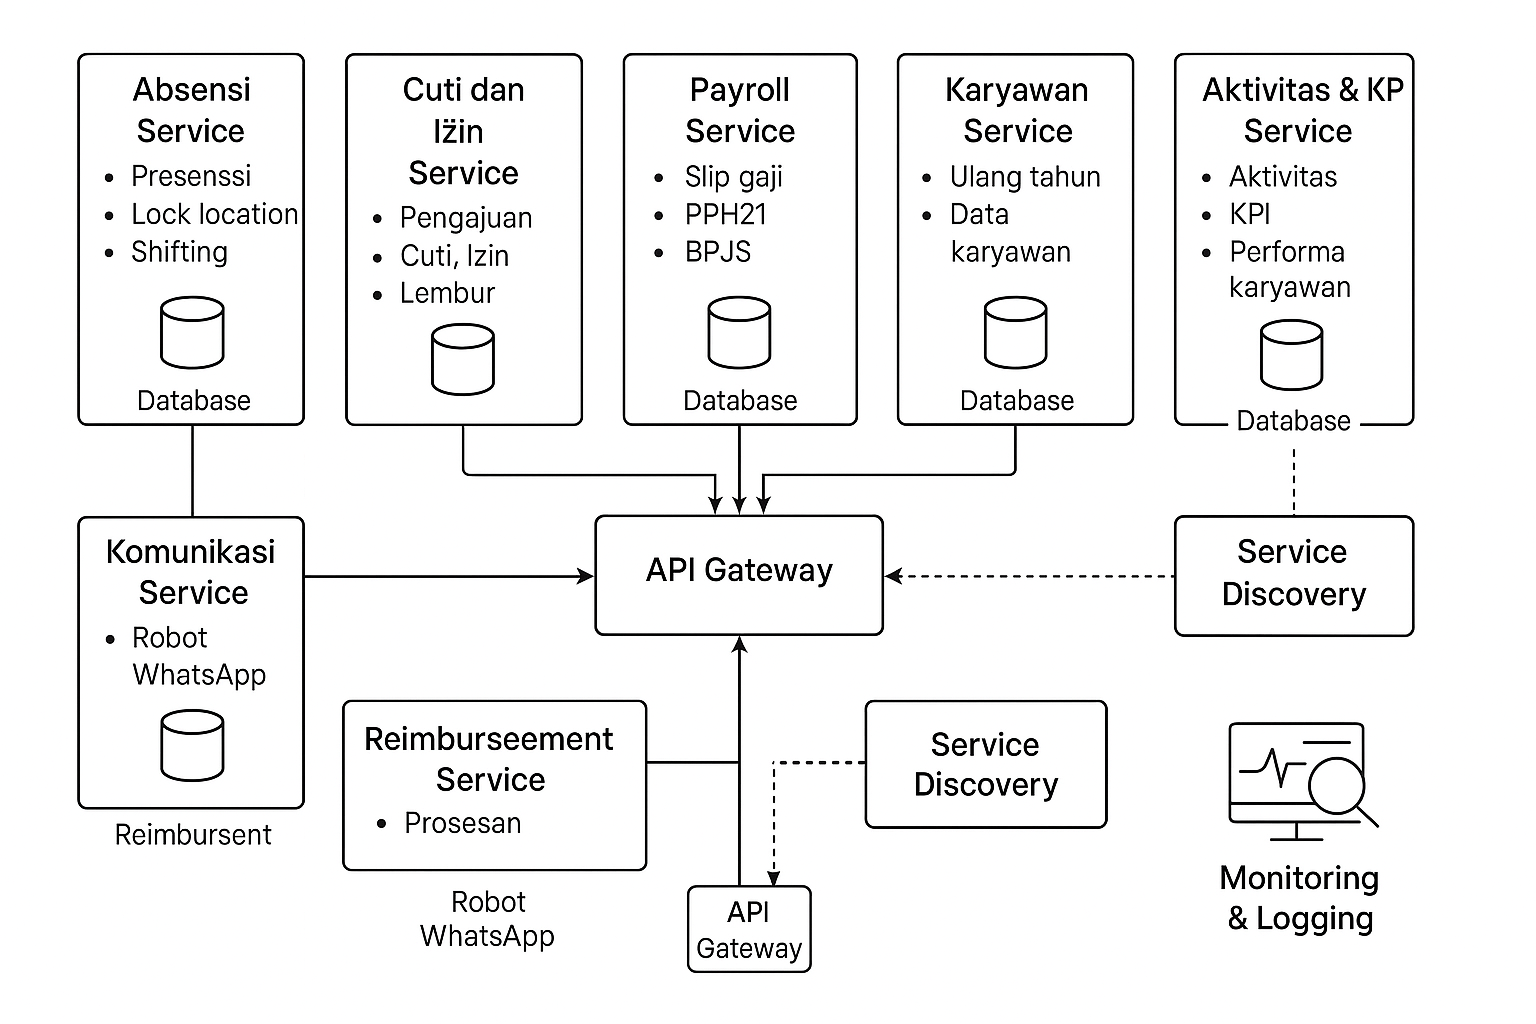 Absensi
Service
• Presenssi
• Lock location
• Shifting
Database
Cuti dan
Ižin
Service
• Pengajuan
• Cuti, Izin
• Lembur
Payroll
Service
• Slip gaji
• PPH21
• BPJS
Database
Karyawan
Service
• Ulang tahun
• Data
karyawan
Database
Aktivitas & KP
Service
• Aktivitas
• KPI
• Performa
karyawan
Database
Komunikasi
Service
• Robot
WhatsApp
Reimbursent
API Gateway
Service
Discovery
Reimburseement
Service
• Prosesan
Robot
WhatsApp
Service
Discovery
API
Gateway
Monitoring
& Logging